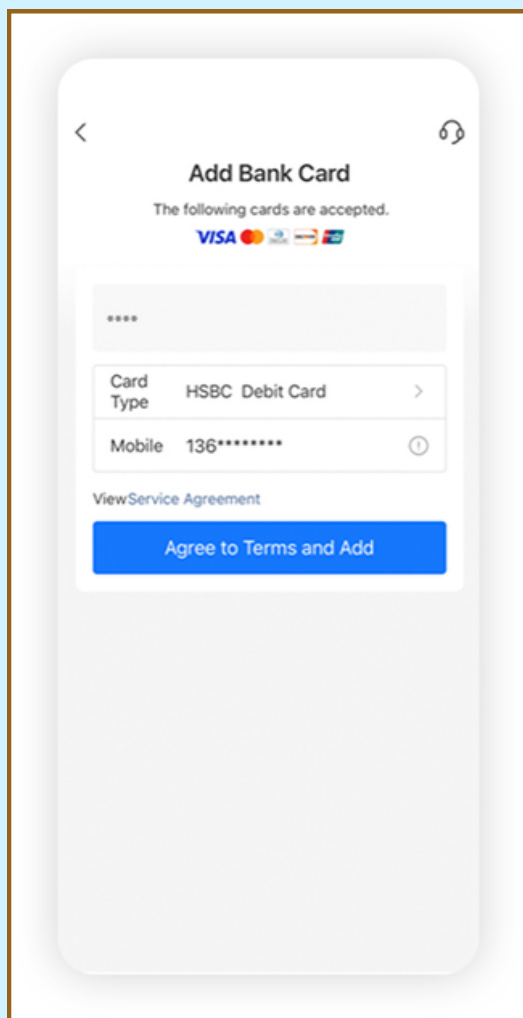 Add Bank Card
The following cards are accepted.
VISA
••••
Card Type HSBC Debit Card
Mobile 136********
ViewService Agreement
Agree to Terms and Add